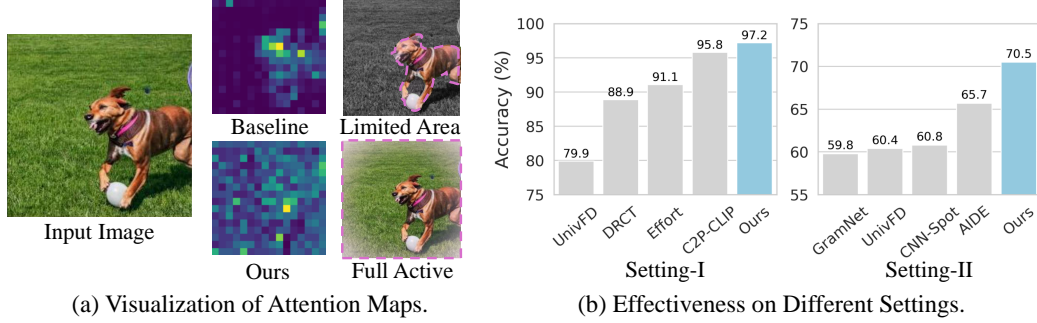 Input Image
Baseline
Limited Area
Ours
Full Active
(a) Visualization of Attention Maps.
Accuracy (%)
100
95
90
85
80
75
79.9
88.9
91.1
95.8
97.2
UnivFD
DRCT
Effort
C2P-CLIP
Ours
Setting-I
75
70
65
60
55
59.8
60.4
60.8
65.7
70.5
GramNet
UnivFD
CNN-Spot
AIDE
Ours
Setting-II
(b) Effectiveness on Different Settings.